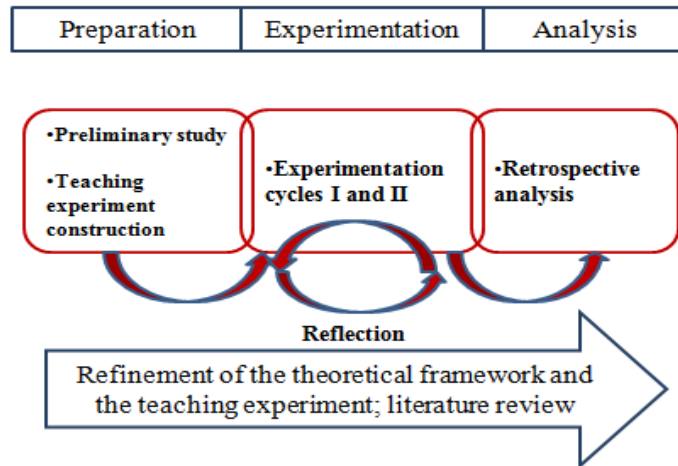 Preparation
Experimentation
Analysis
•Preliminary study
•Teaching
experiment
construction
•Experimentation
cycles I and II
•Retrospective
analysis
Reflection
Refinement of the theoretical framework and
the teaching experiment; literature review